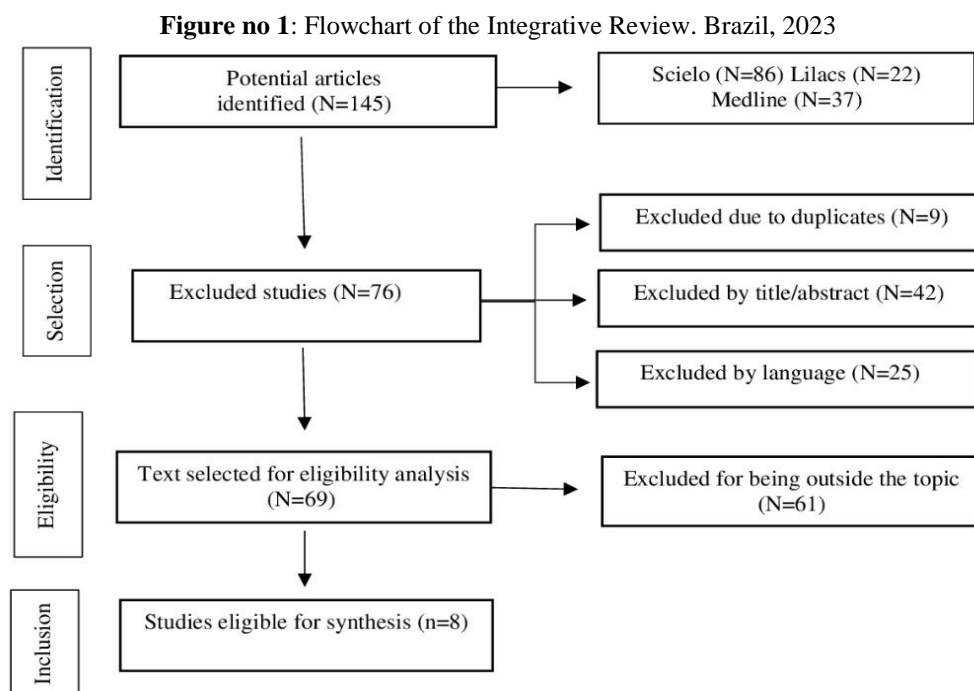 Figure no 1: Flowchart of the Integrative Review. Brazil, 2023
Identification
Potential articles
identified (N=145)
Scielo (N=86) Lilacs (N=22)
Medline (N=37)
Selection
Excluded studies (N=76)
Excluded due to duplicates (N=9)
Excluded by title/abstract (N=42)
Excluded by language (N=25)
Eligibility
Text selected for eligibility analysis
(N=69)
Excluded for being outside the topic
(N=61)
Inclusion
Studies eligible for synthesis (n=8)